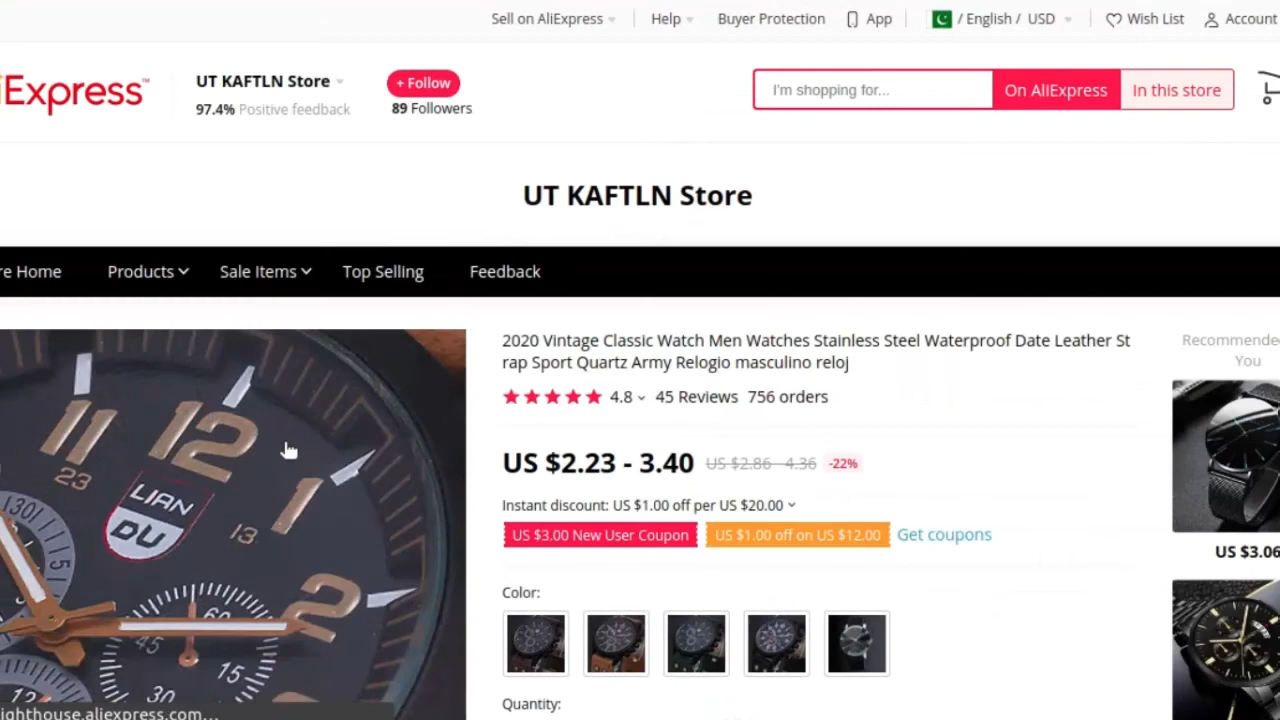 Sell on AliExpress Help Buyer Protection App / English / USD Wish List Account
iExpress™ UT KAFTLN Store + Follow
97.4% Positive feedback 89 Followers
I'm shopping for... On AliExpress In this store
UT KAFTLN Store
re Home Products Sale Items Top Selling Feedback
2020 Vintage Classic Watch Men Watches Stainless Steel Waterproof Date Leather St
rap Sport Quartz Army Relogio masculino reloj
4.8 45 Reviews 756 orders
US $2.23 - 3.40 US $2.86 - 4.36 -22%
Instant discount: US $1.00 off per US $20.00
US $3.00 New User Coupon US $1.00 off on US $12.00 Get coupons
Color:
Quantity:
Recommende
You
US $3.06
11 12 1
23 13
LIAN
DU
2
30 5
60
45 15
30
12
ighthouse.aliexpress.com...